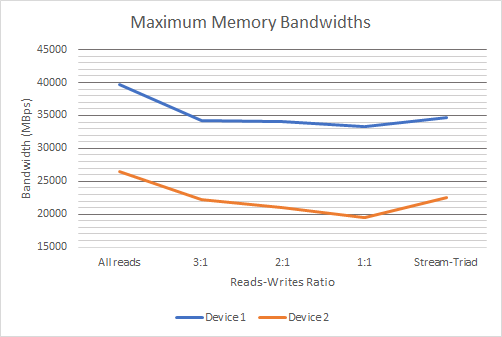 Maximum Memory Bandwidths
45000
40000
35000
30000
25000
20000
15000
Bandwidth (MBps)
All reads 3:1 2:1 1:1 Stream-Triad
Reads-Writes Ratio
Device 1 Device 2